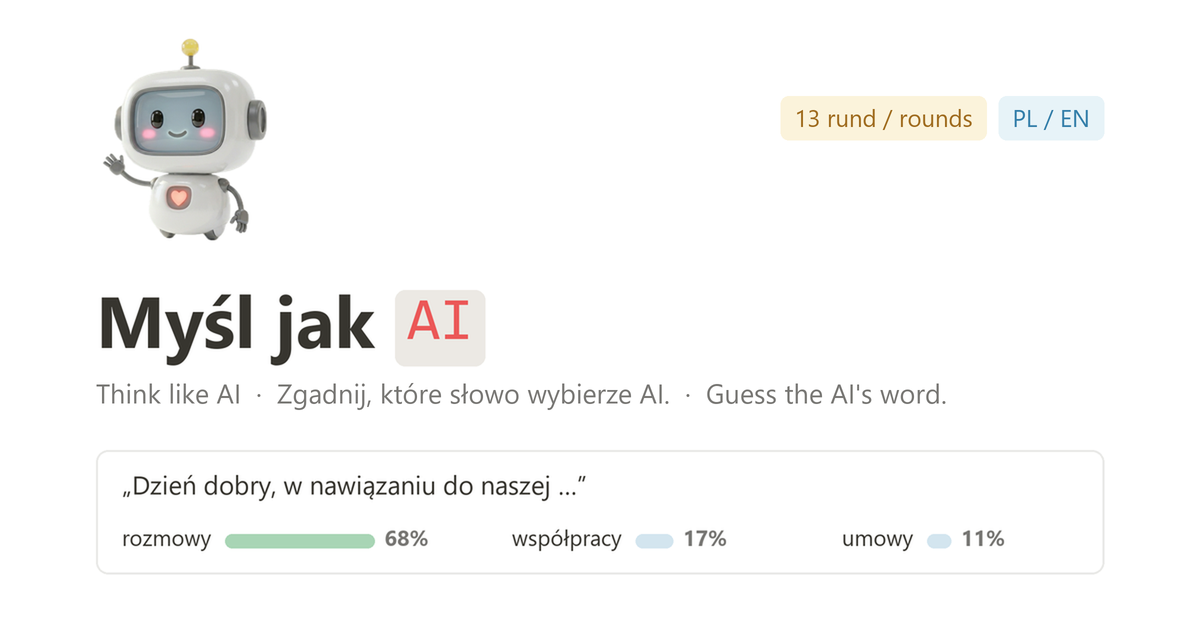 13 rund / rounds
PL / EN
Myśl jak AI
Think like AI · Zgadnij, które słowo wybierze AI. · Guess the AI's word.
„Dzień dobry, w nawiązaniu do naszej ...”
rozmowy 68% współpracy 17% umowy 11%